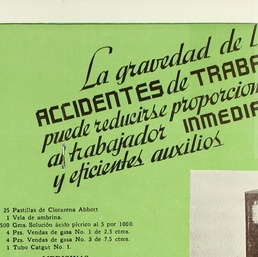 La gravedad de l
ACCIDENTES de TRABA
puede reducirse proporcion
al trabajador INMEDIA
y eficientes auxilios
25 Pastillas de Clorazena Abbott
1 Vela de ambrina.
500 Gms. Solución ácido pícrico al 5 por 1000
4 Pzs. Vendas de gasa No. 1 de 2.5 ctms.
4 Pzs. Vendas de gasa No. 3 de 7.5 ctms.
1 Tubo Catgut No. 1.